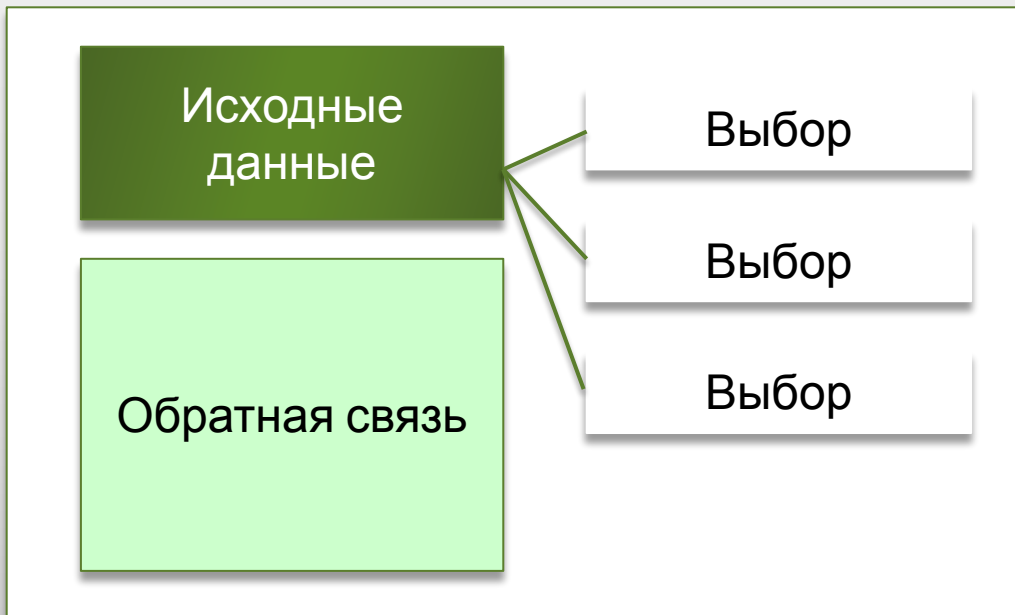 Исходные
данные
Выбор
Выбор
Выбор
Обратная связь